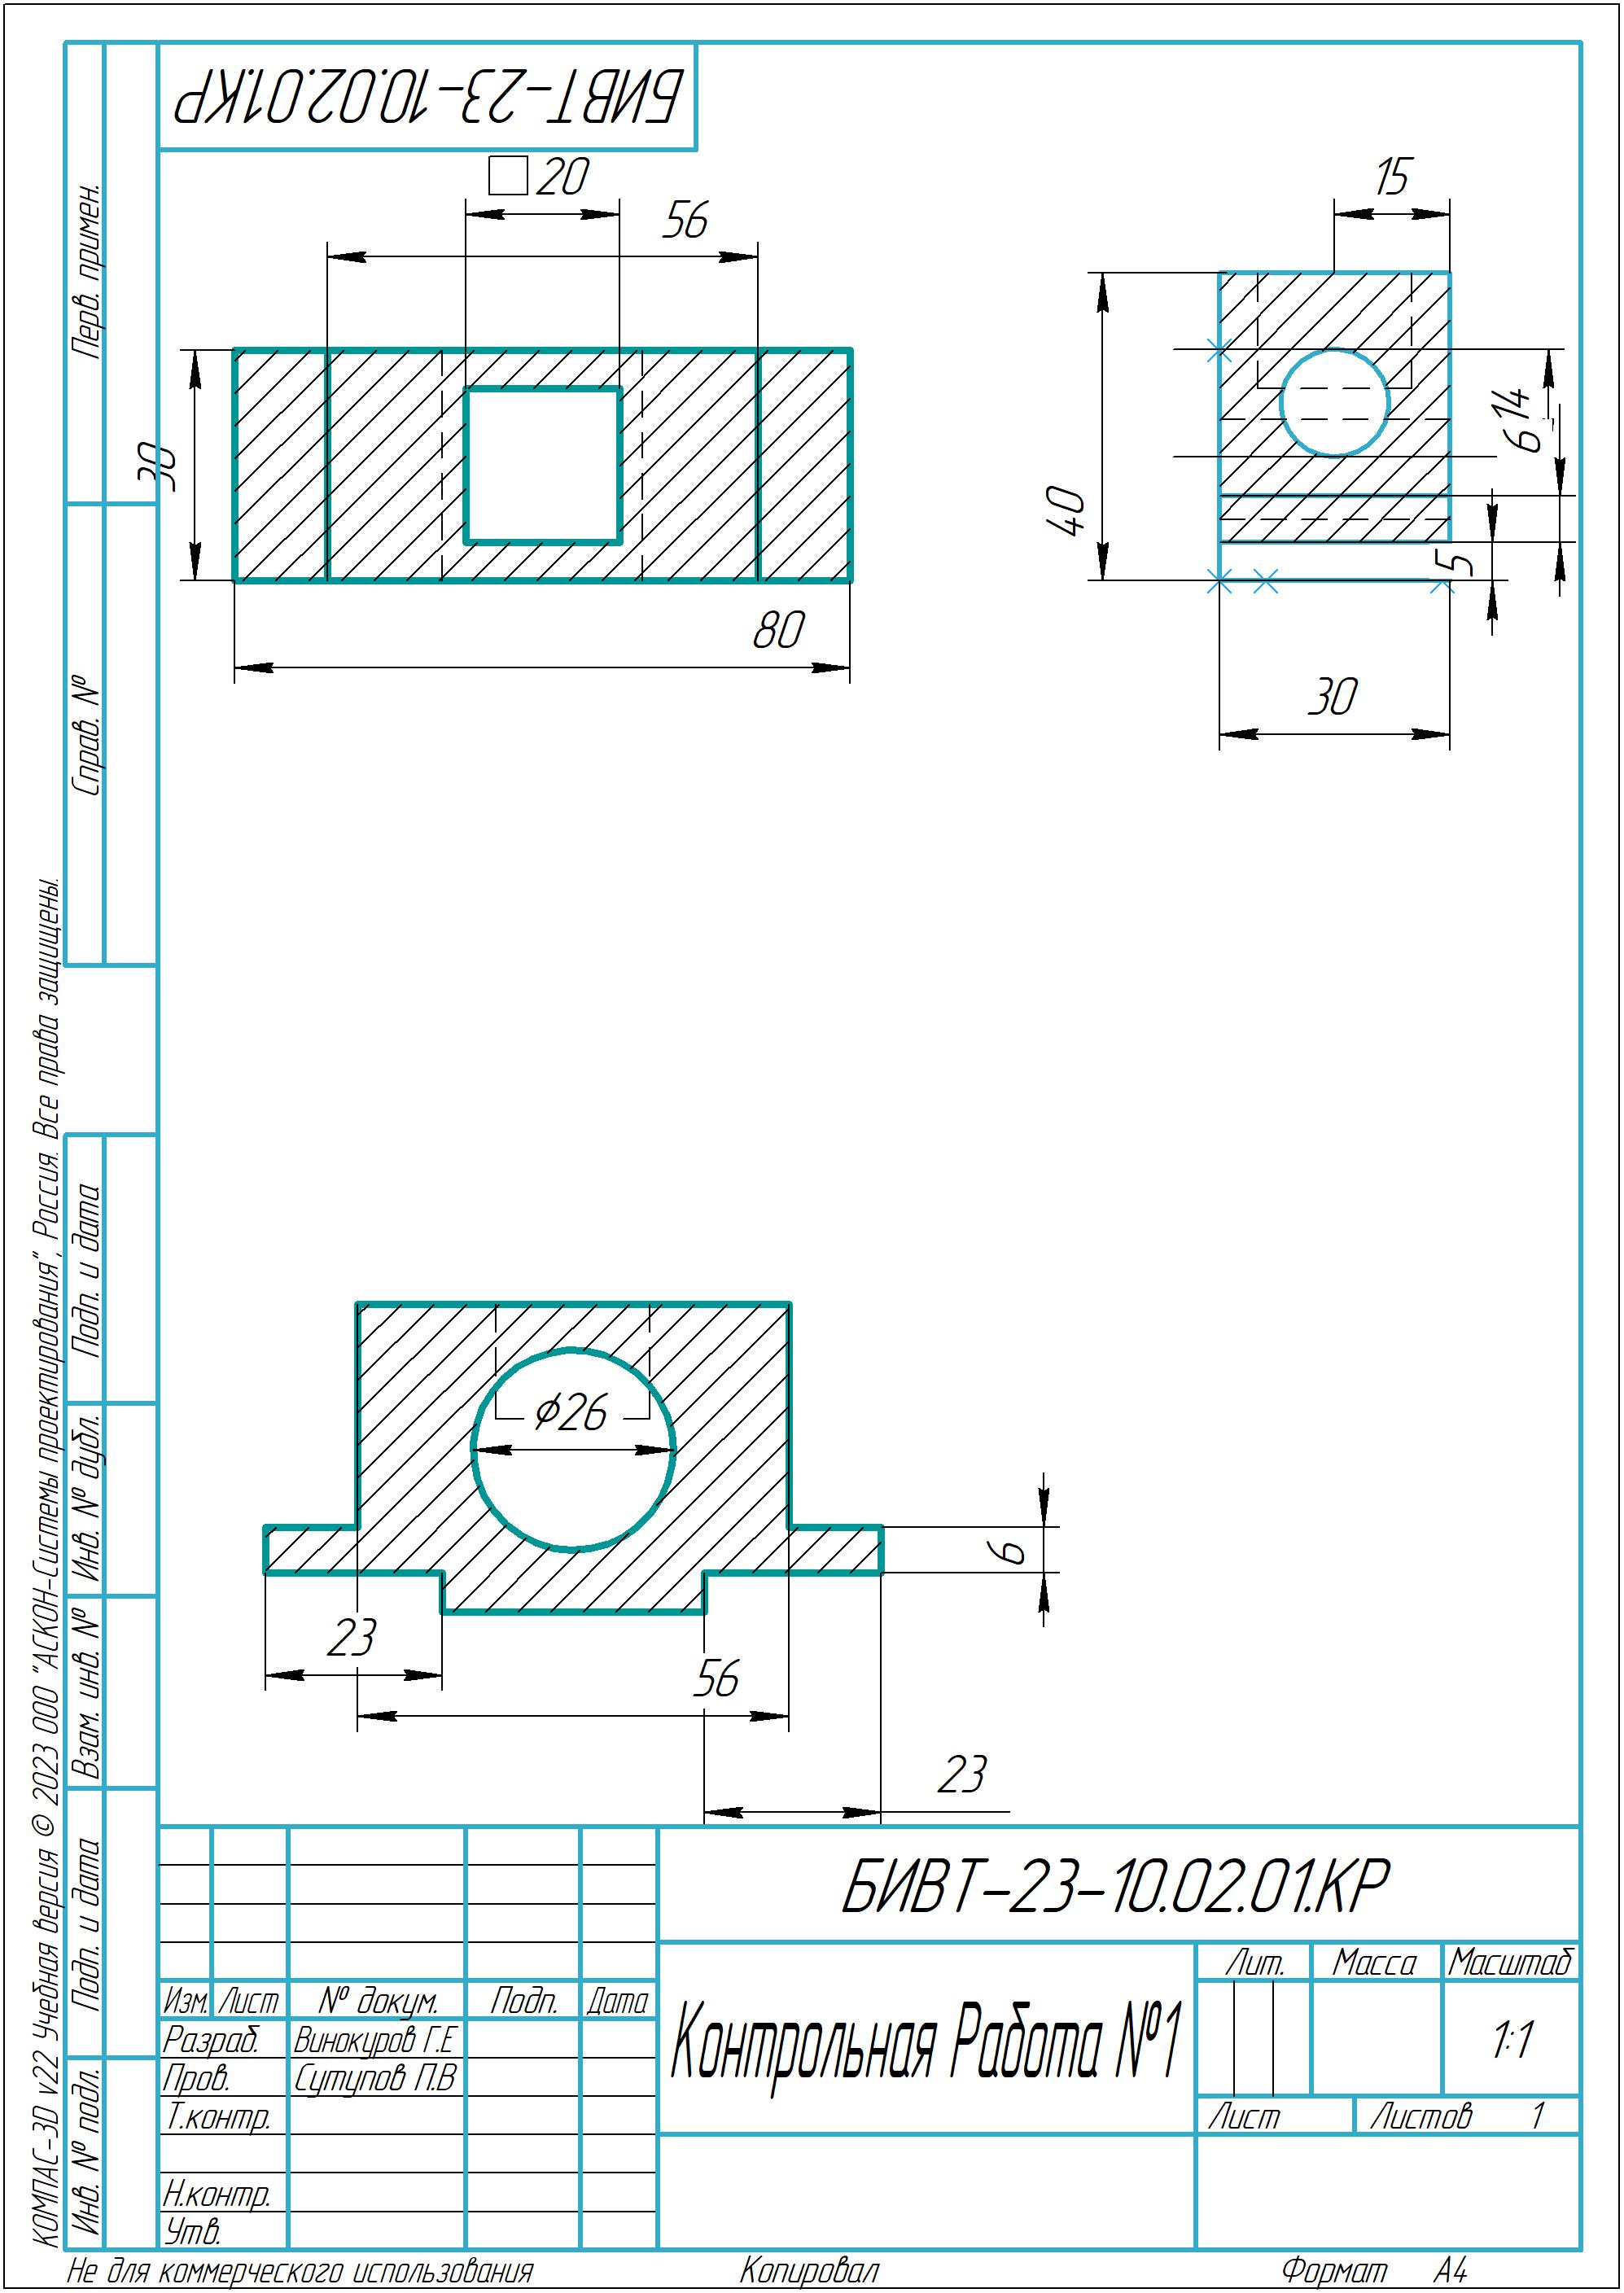 БИВТ-23-10.02.01.КР
□ 20
56
15
30
80
40
14
6
5
30
ϕ26
6
23
56
23
Перв. примен.
Справ. №
Подп. и дата
Инв. № дубл.
Взам. инв. №
Подп. и дата
Инв. № подл.
КОМПАС-3D v22 Учебная версия © 2023 ООО "АСКОН-Системы проектирования", Россия. Все права защищены.
БИВТ-23-10.02.01.КР
Лит. Масса Масштаб
Изм. Лист № докум. Подп. Дата
Разраб. Винокуров Г.Е
Пров. Сутупов П.В
Т.контр.
Н.контр.
Утв.
Контрольная Работа №1
1:1
Лист Листов 1
Не для коммерческого использования Копировал Формат А4